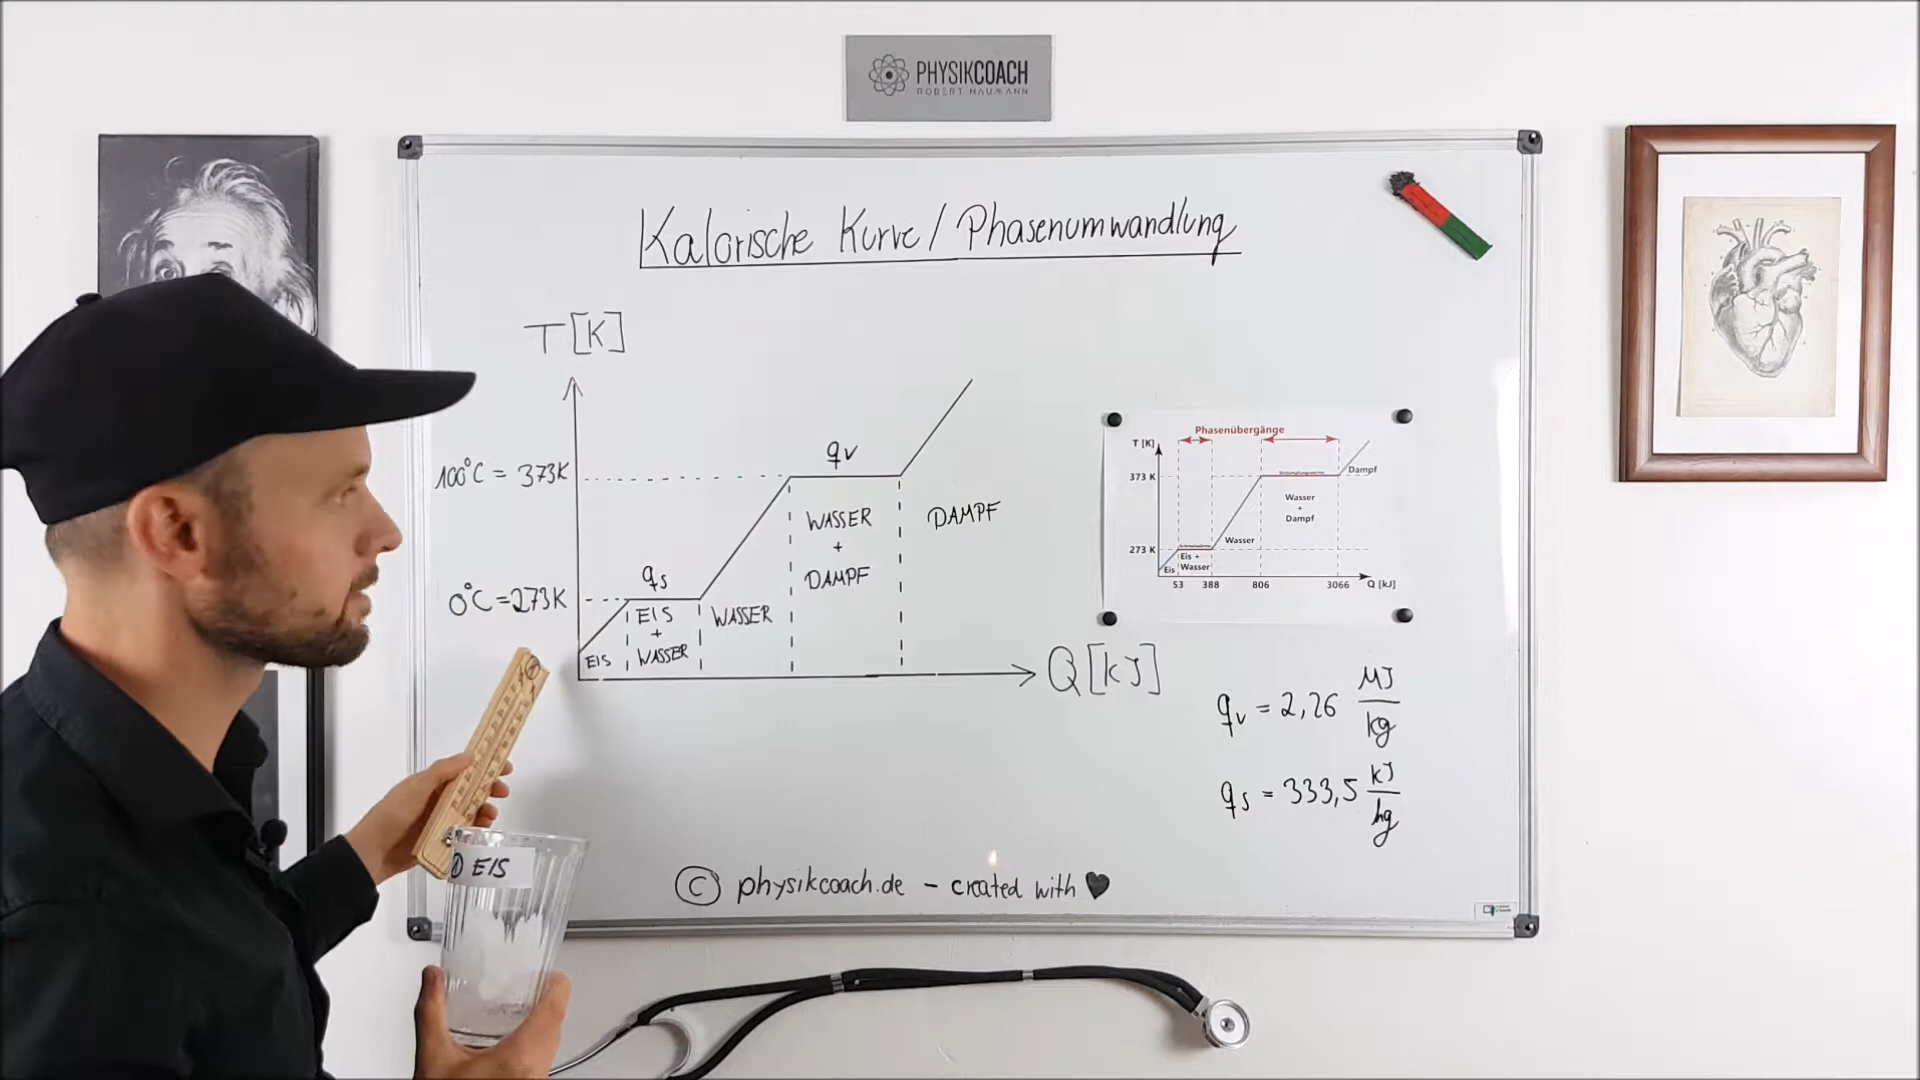 PHYSIKCOACH
ROBERT NAUMANN
Kalorische Kurve / Phasenumwandlung
T [K]
100°C = 373K
0°C = 273K
qv
qs
EIS
EIS
+
WASSER
WASSER
WASSER
+
DAMPF
DAMPF
Q [kJ]
Phasenübergänge
T [K]
373 K
273 K
Dampf
Wasser
+
Dampf
Wasser
Eis +
Wasser
Eis
53 388 806 3066 Q [kJ]
qv = 2,26 MJ/kg
qs = 333,5 kJ/kg
© physikcoach.de - created with ♥
① EIS